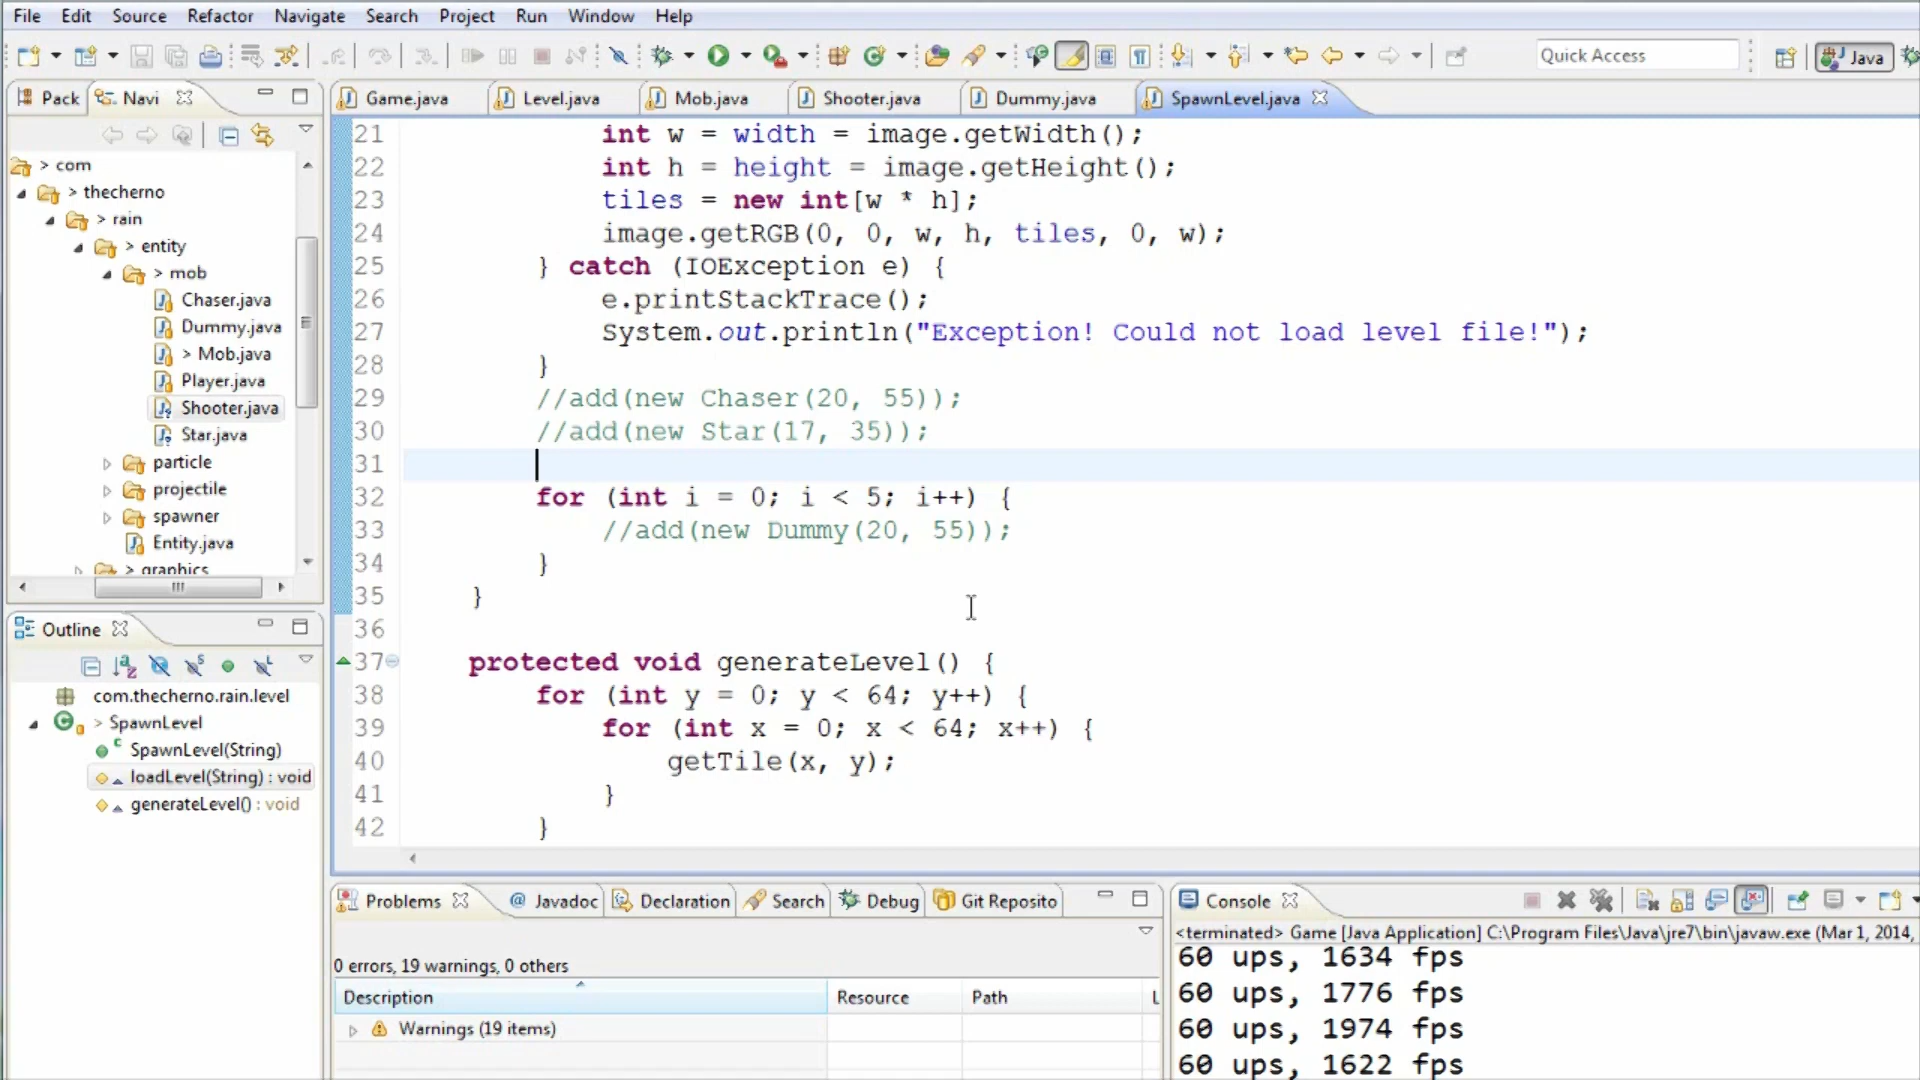 File Edit Source Refactor Navigate Search Project Run Window Help
Quick Access
Java
Pack
Navi
> com
> thecherno
> rain
> entity
> mob
Chaser.java
Dummy.java
> Mob.java
Player.java
Shooter.java
Star.java
particle
projectile
spawner
Entity.java
> graphics
Outline
com.thecherno.rain.level
> SpawnLevel
SpawnLevel(String)
loadLevel(String) : void
generateLevel() : void
Game.java
Level.java
Mob.java
Shooter.java
Dummy.java
SpawnLevel.java
21 int w = width = image.getWidth();
22 int h = height = image.getHeight();
23 tiles = new int[w * h];
24 image.getRGB(0, 0, w, h, tiles, 0, w);
25 } catch (IOException e) {
26 e.printStackTrace();
27 System.out.println("Exception! Could not load level file!");
28 }
29 //add(new Chaser(20, 55));
30 //add(new Star(17, 35));
31
32 for (int i = 0; i < 5; i++) {
33 //add(new Dummy(20, 55));
34 }
35 }
36
37 protected void generateLevel() {
38 for (int y = 0; y < 64; y++) {
39 for (int x = 0; x < 64; x++) {
40 getTile(x, y);
41 }
42 }
Problems
@ Javadoc
Declaration
Search
Debug
Git Reposito
0 errors, 19 warnings, 0 others
Description
Resource
Path
L
Warnings (19 items)
Console
<terminated> Game [Java Application] C:\Program Files\Java\jre7\bin\javaw.exe (Mar 1, 2014,
60 ups, 1634 fps
60 ups, 1776 fps
60 ups, 1974 fps
60 ups, 1622 fps